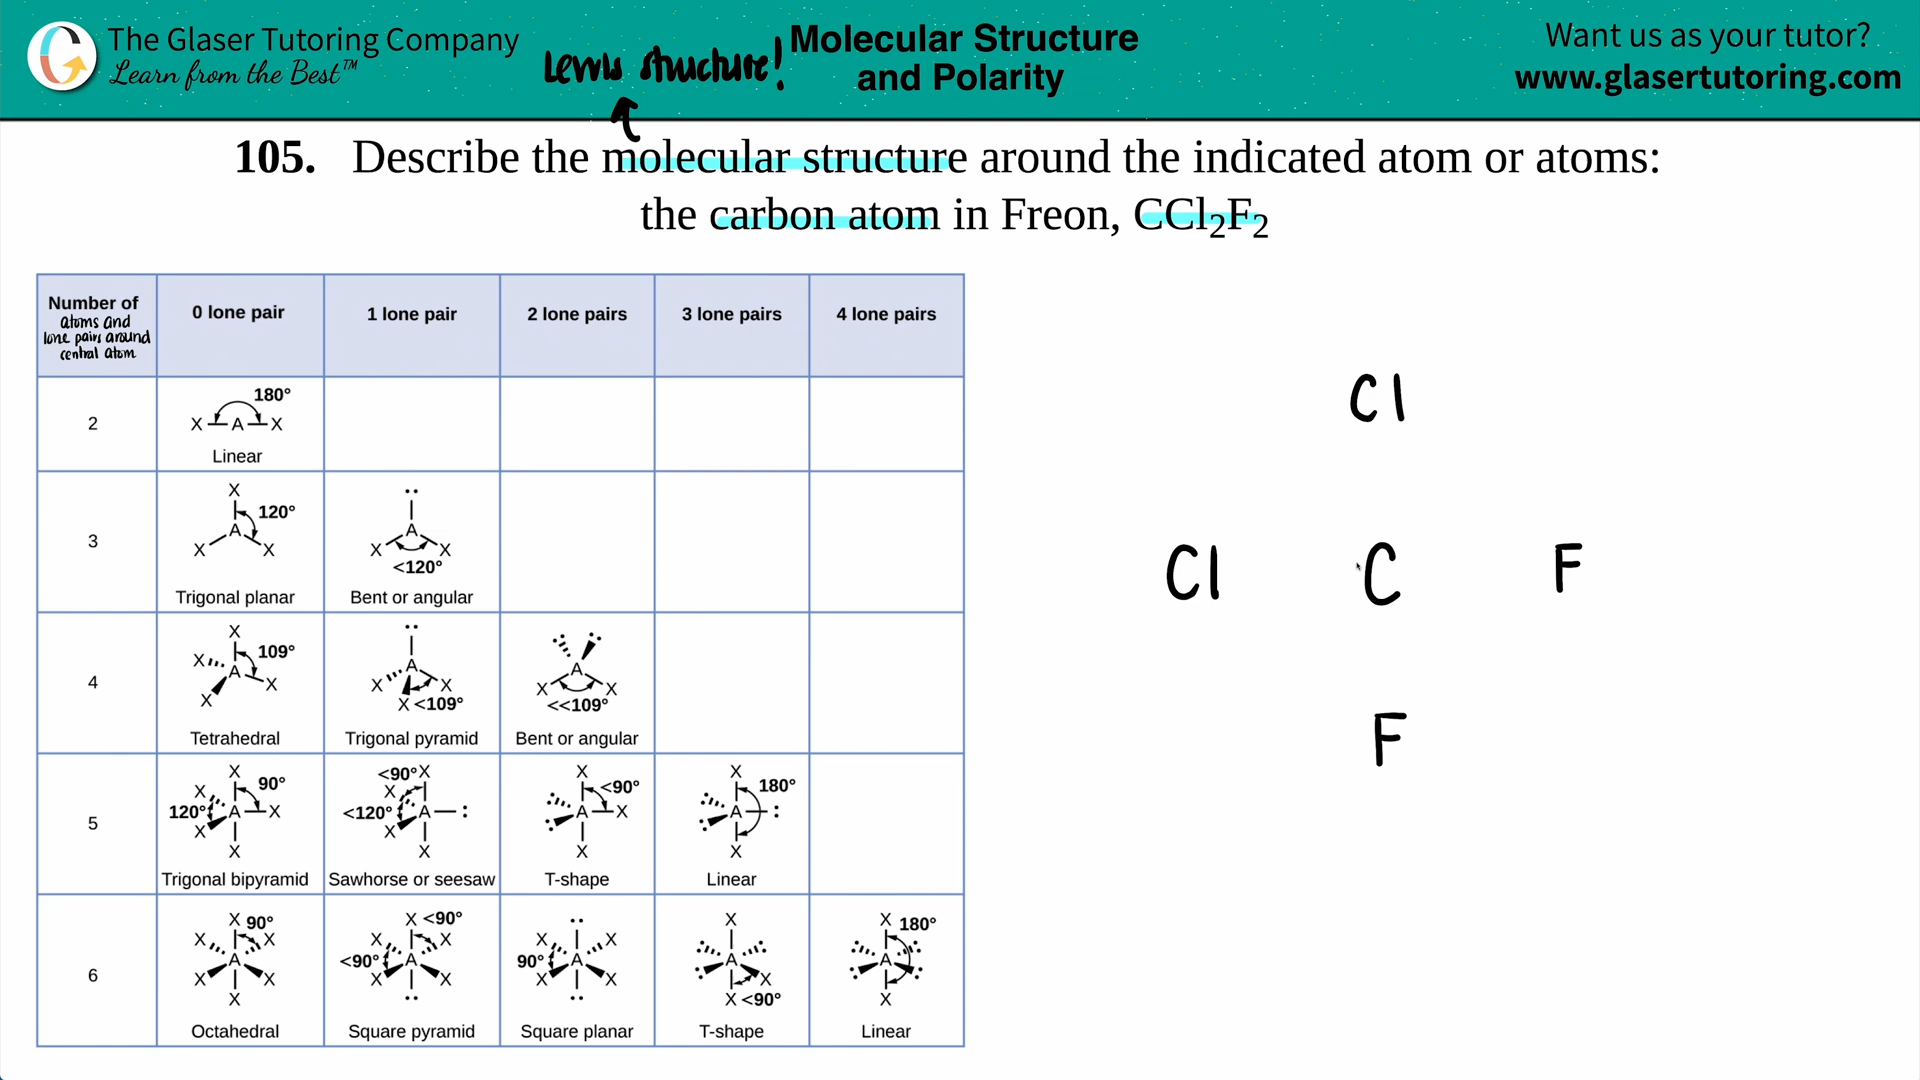 The Glaser Tutoring Company
Learn from the Best™
Lewis structure!
Molecular Structure
and Polarity
Want us as your tutor?
www.glasertutoring.com
105. Describe the molecular structure around the indicated atom or atoms:
the carbon atom in Freon, CCl₂F₂
Number of
atoms and
lone pairs around
central atom
0 lone pair
1 lone pair
2 lone pairs
3 lone pairs
4 lone pairs
2
180°
X A X
Linear
3
X
120°
A
X X
Trigonal planar
:
A
X X
<120°
Bent or angular
4
X
109°
X
A
X
X
Tetrahedral
:
A
X X
X <109°
Trigonal pyramid
: :
A
X X
<<109°
Bent or angular
5
X
90°
X
120° A X
X
X
Trigonal bipyramid
<90° X
X
<120° A :
X
X
Sawhorse or seesaw
X
<90°
:
A X
:
X
T-shape
X
180°
:
A :
:
X
Linear
6
X 90°
X X
A
X X
X
Octahedral
X <90°
X X
<90° A
X X
:
Square pyramid
:
X X
90° A
X X
:
Square planar
X
: :
A
: X
X <90°
T-shape
X 180°
: :
A
: :
X
Linear
Cl
Cl C F
F